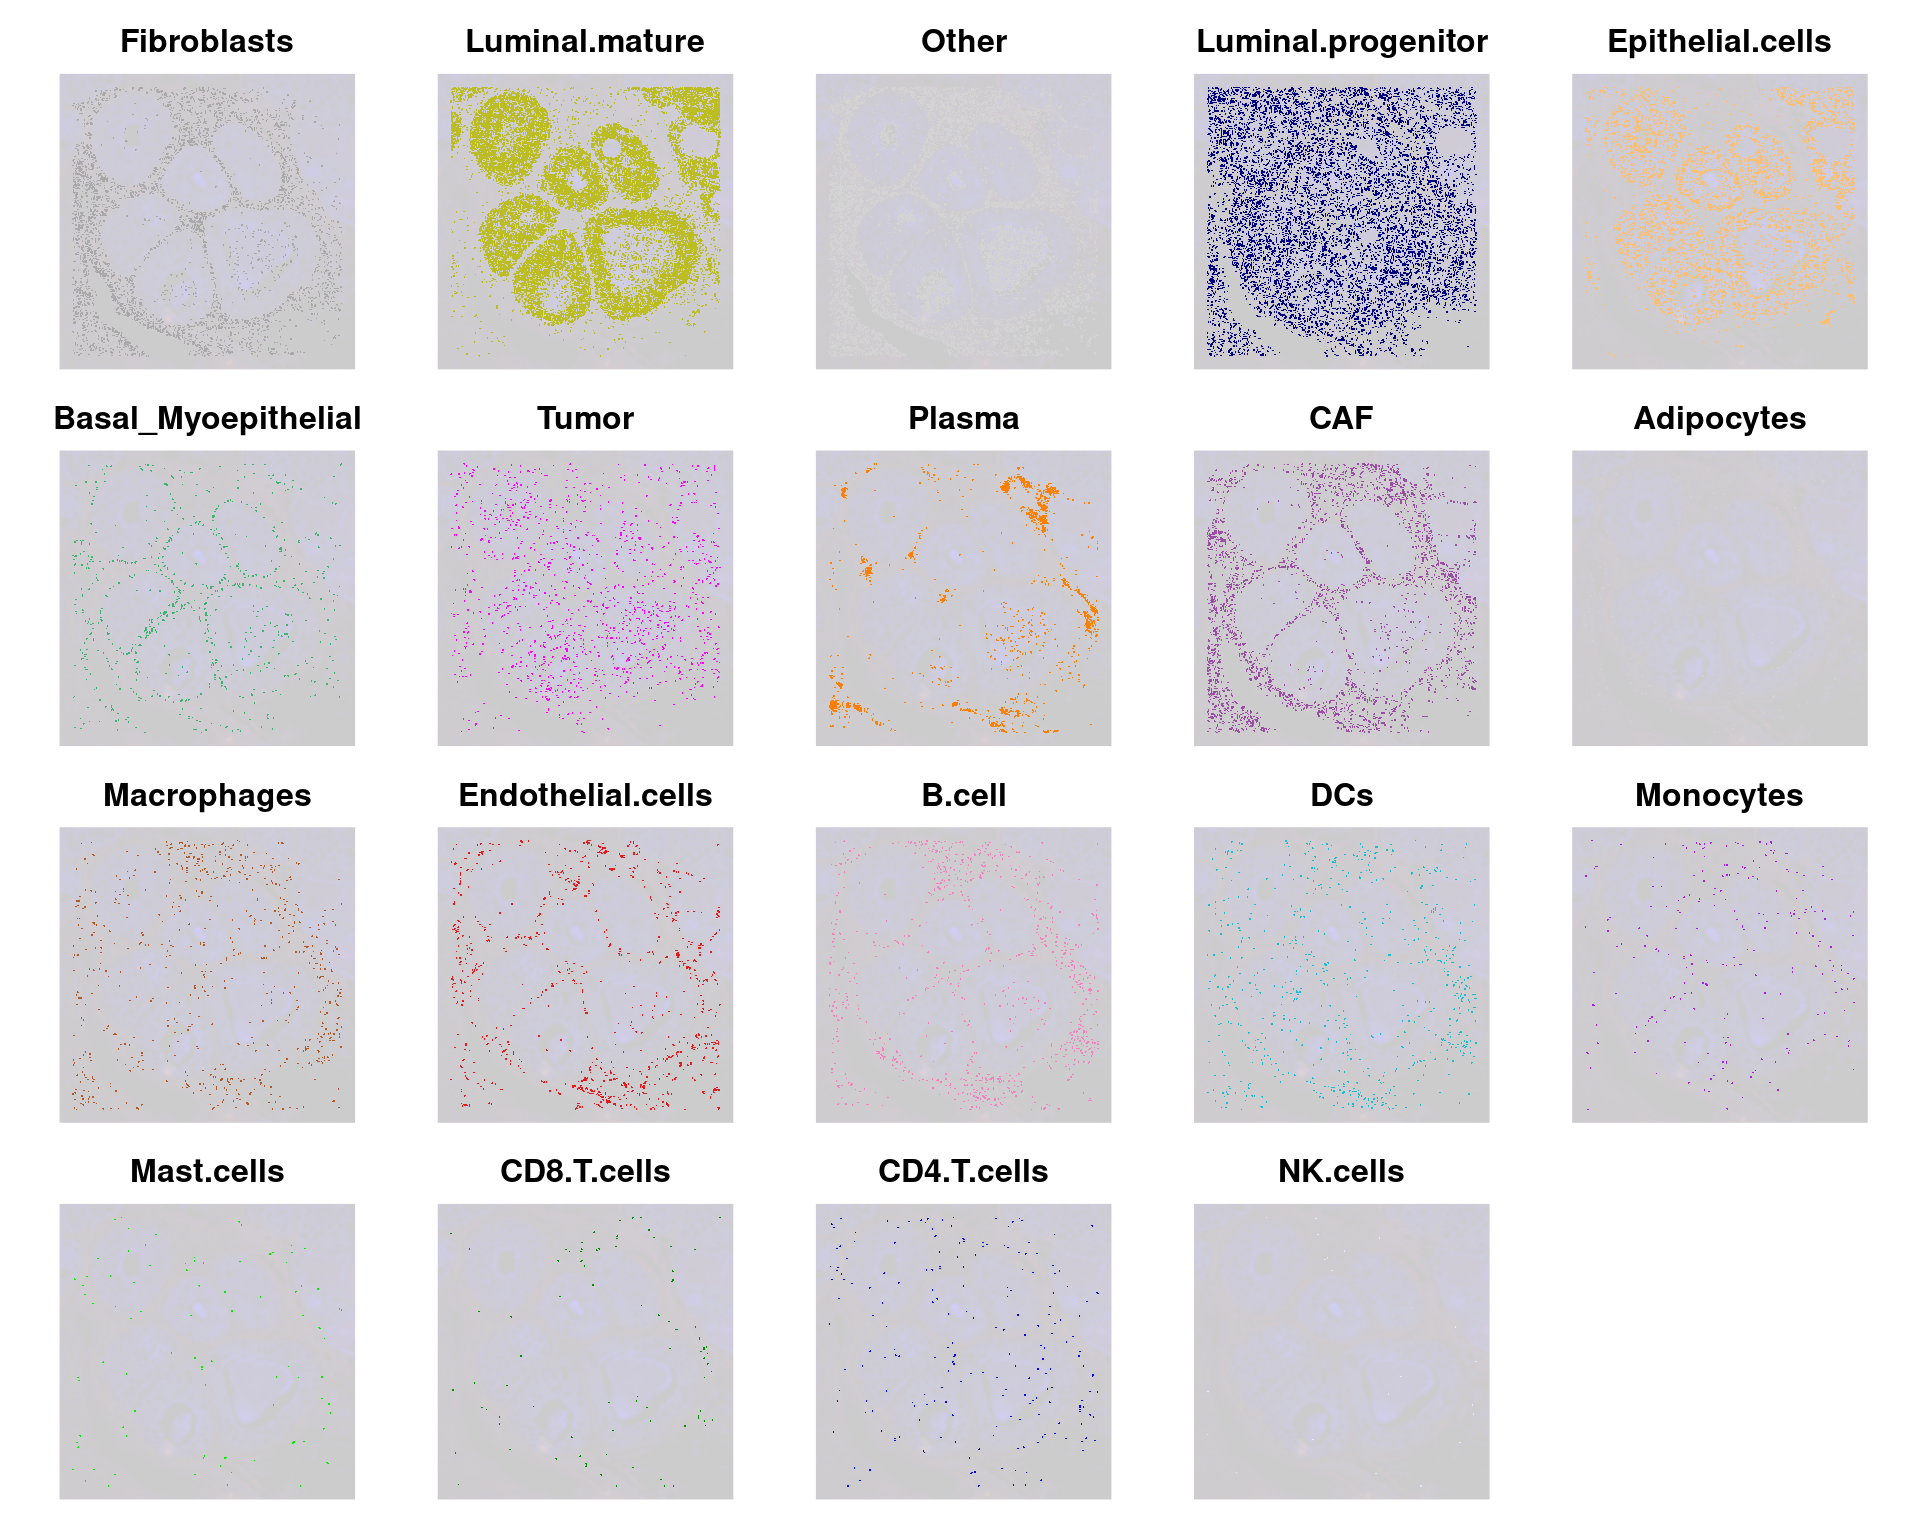 Fibroblasts
Luminal.mature
Other
Luminal.progenitor
Epithelial.cells
Basal_Myoepithelial
Tumor
Plasma
CAF
Adipocytes
Macrophages
Endothelial.cells
B.cell
DCs
Monocytes
Mast.cells
CD8.T.cells
CD4.T.cells
NK.cells